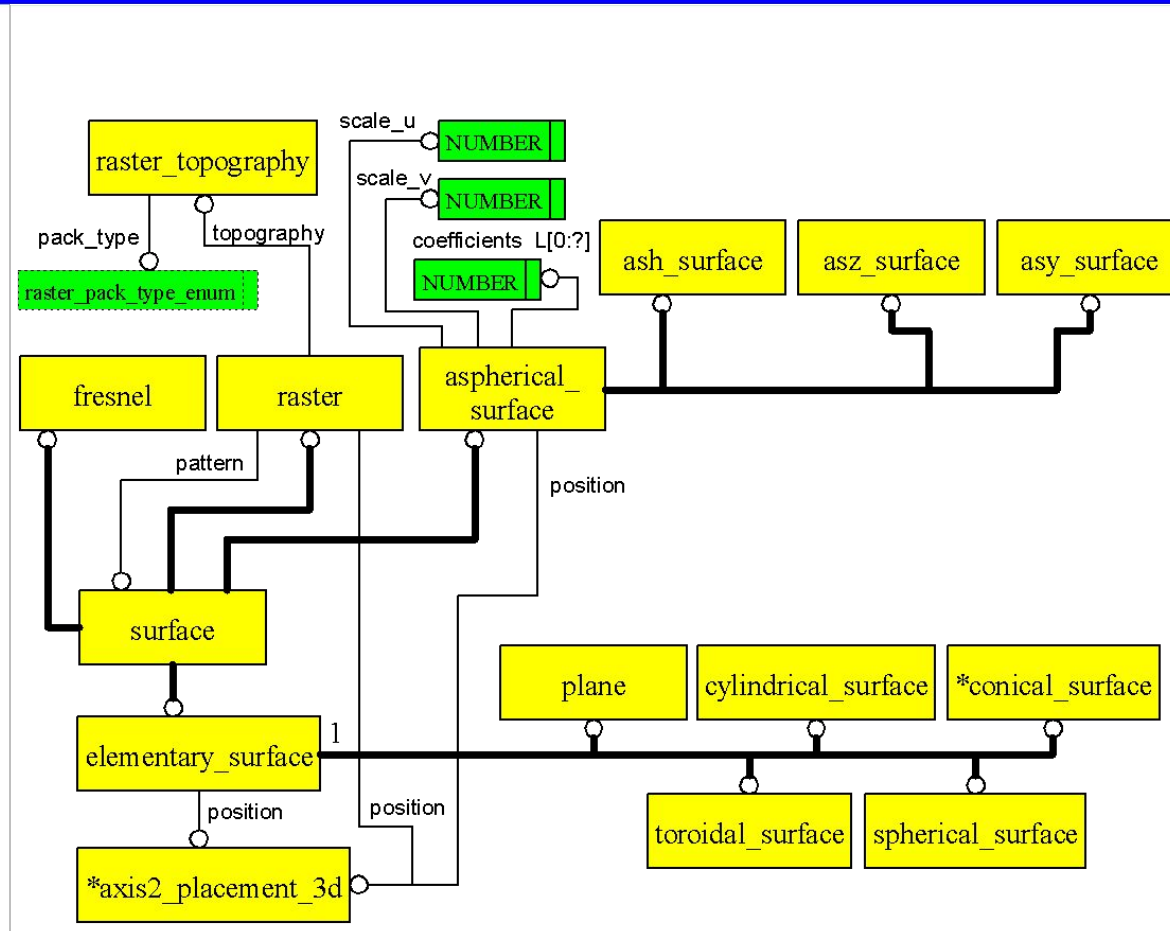 scale_u
NUMBER
raster_topography
scale_v
NUMBER
pack_type
topography
coefficients L[0:?]
NUMBER
raster_pack_type_enum
ash_surface
asz_surface
asy_surface
fresnel
raster
aspherical_
surface
pattern
position
surface
plane
cylindrical_surface
*conical_surface
1
elementary_surface
position
position
toroidal_surface
spherical_surface
*axis2_placement_3d